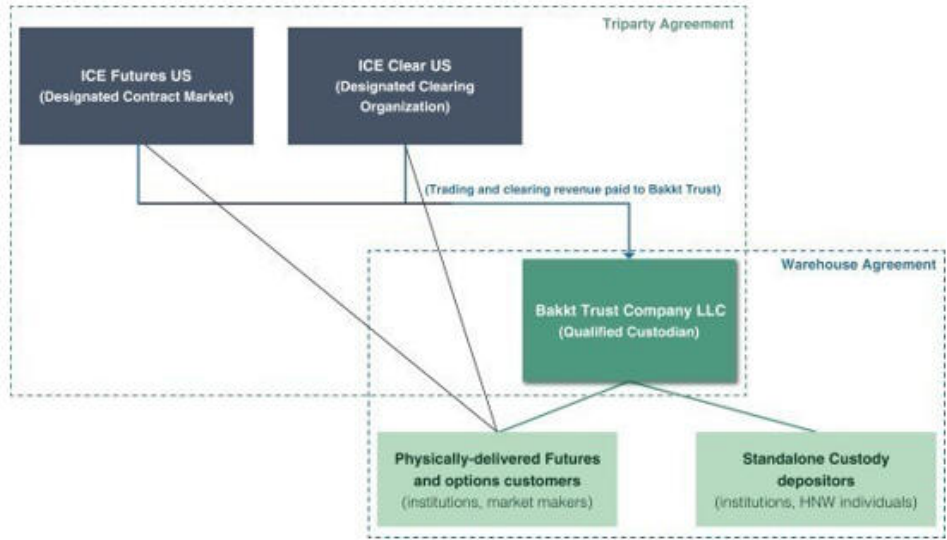 Triparty Agreement
ICE Futures US
(Designated Contract Market)
ICE Clear US
(Designated Clearing
Organization)
(Trading and clearing revenue paid to Bakkt Trust)
Warehouse Agreement
Bakkt Trust Company LLC
(Qualified Custodian)
Physically-delivered Futures
and options customers
(institutions, market makers)
Standalone Custody
depositors
(institutions, HNW individuals)